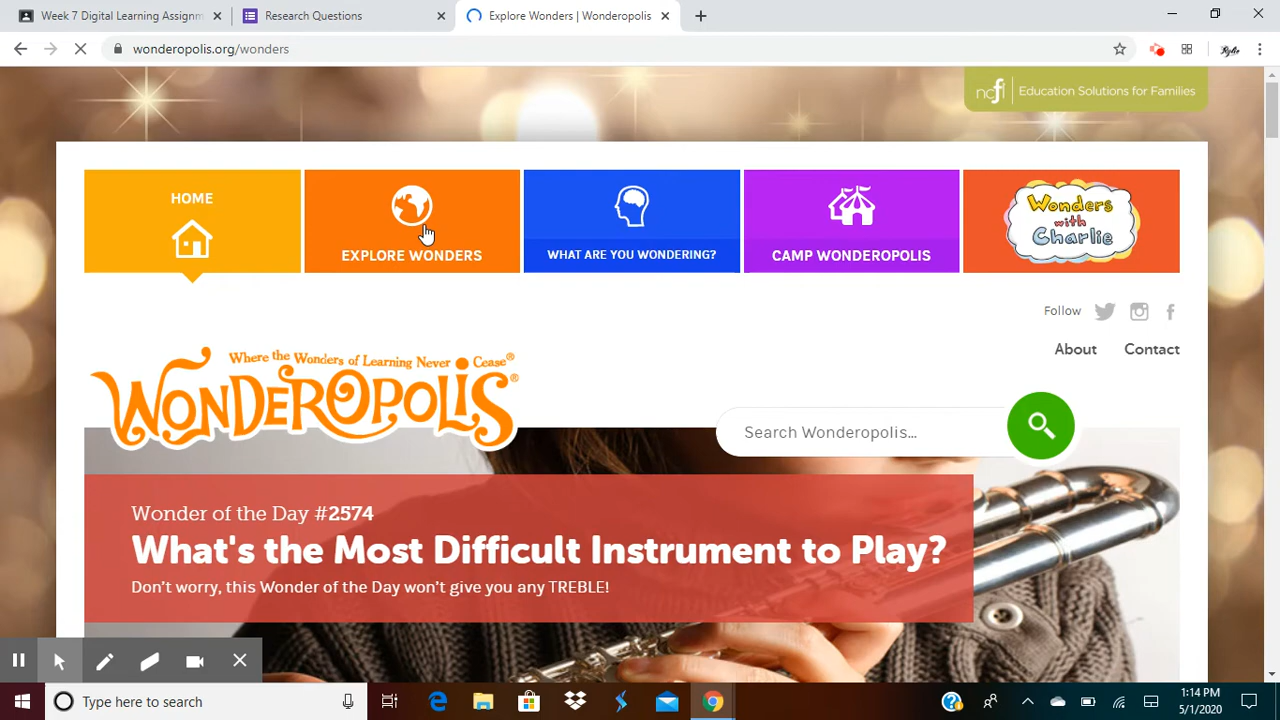 Week 7 Digital Learning Assignm
Research Questions
Explore Wonders | Wonderopolis
wonderopolis.org/wonders
ncfl Education Solutions for Families
HOME
EXPLORE WONDERS
WHAT ARE YOU WONDERING?
CAMP WONDEROPOLIS
Wonders
with
Charlie
Follow
About Contact
Where the Wonders of Learning Never Cease®
WONDEROPOLIS®
Search Wonderopolis...
Wonder of the Day #2574
What's the Most Difficult Instrument to Play?
Don't worry, this Wonder of the Day won't give you any TREBLE!
Type here to search
1:14 PM
5/1/2020